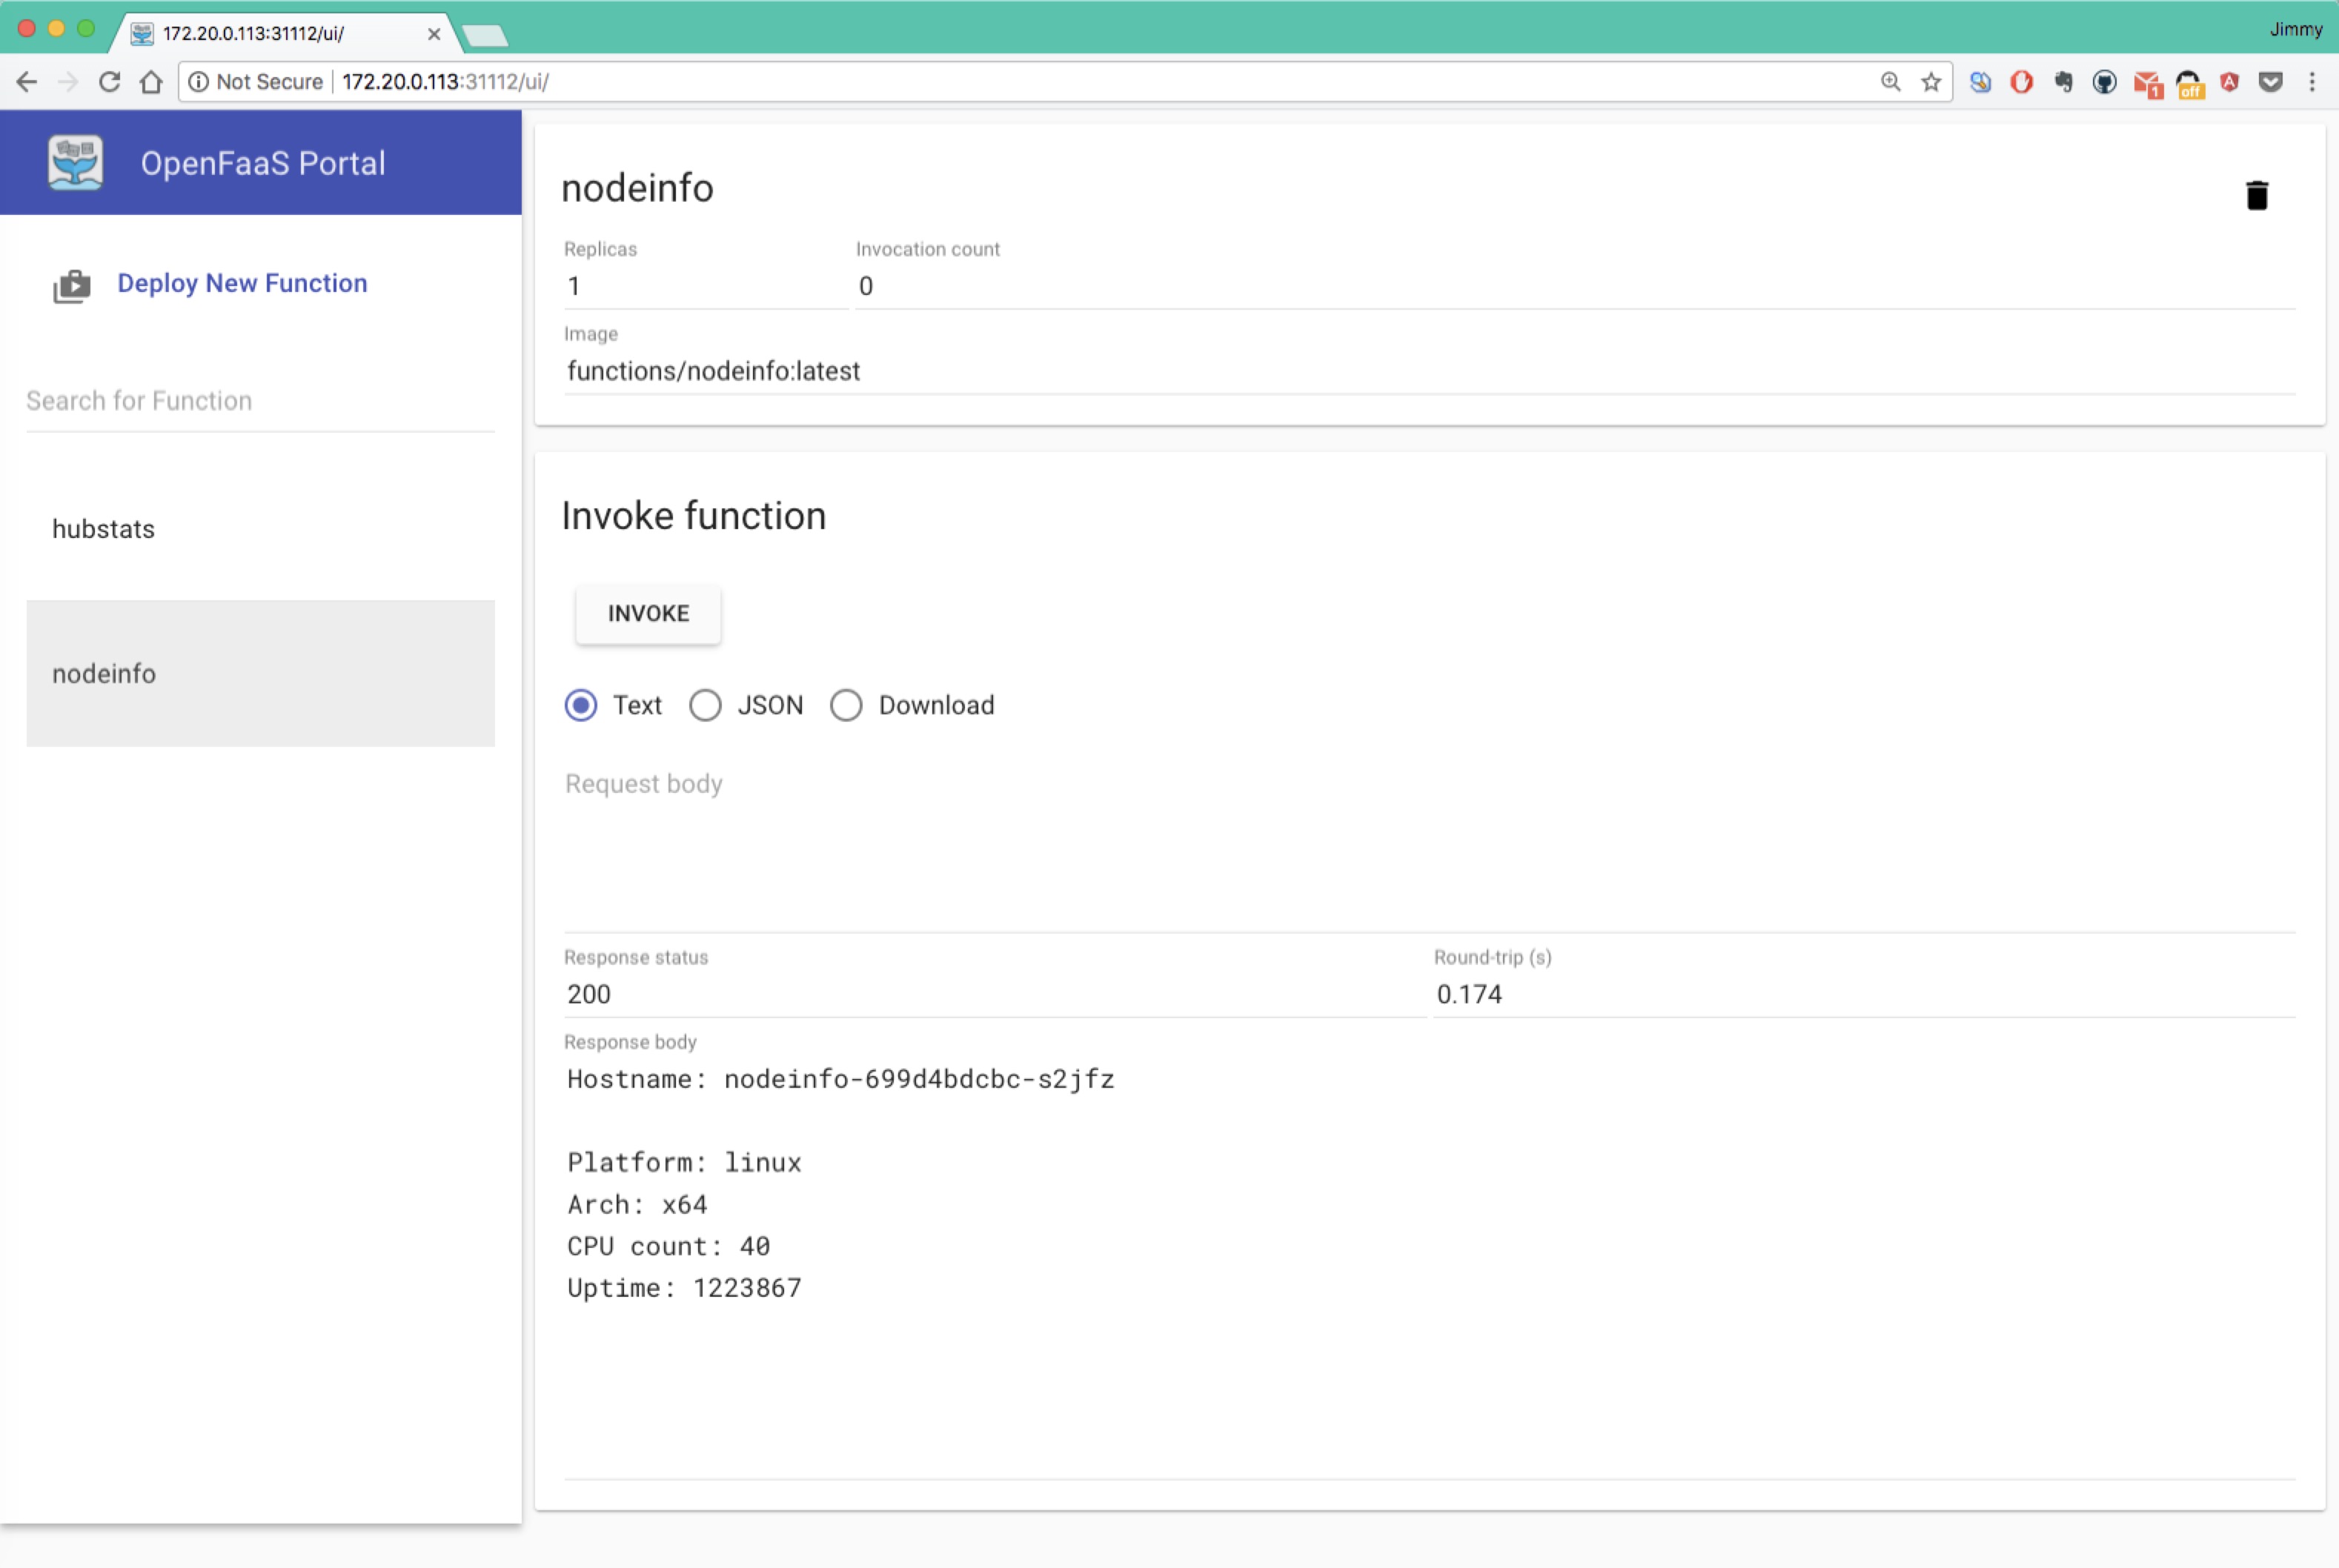 172.20.0.113:31112/ui/
Jimmy
Not Secure 172.20.0.113:31112/ui/
1
off
OpenFaaS Portal
Deploy New Function
Search for Function
hubstats
nodeinfo
nodeinfo
Replicas Invocation count
1 0
Image
functions/nodeinfo:latest
Invoke function
INVOKE
Text JSON Download
Request body
Response status Round-trip (s)
200 0.174
Response body
Hostname: nodeinfo-699d4bdcbc-s2jfz
Platform: linux
Arch: x64
CPU count: 40
Uptime: 1223867